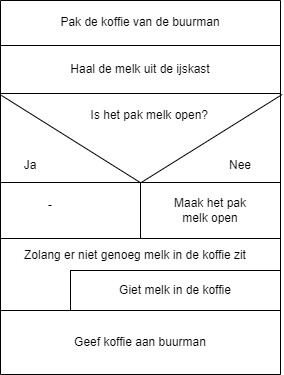 Pak de koffie van de buurman
Haal de melk uit de ijskast
Is het pak melk open?
Ja
Nee
-
Maak het pak
melk open
Zolang er niet genoeg melk in de koffie zit
Giet melk in de koffie
Geef koffie aan buurman